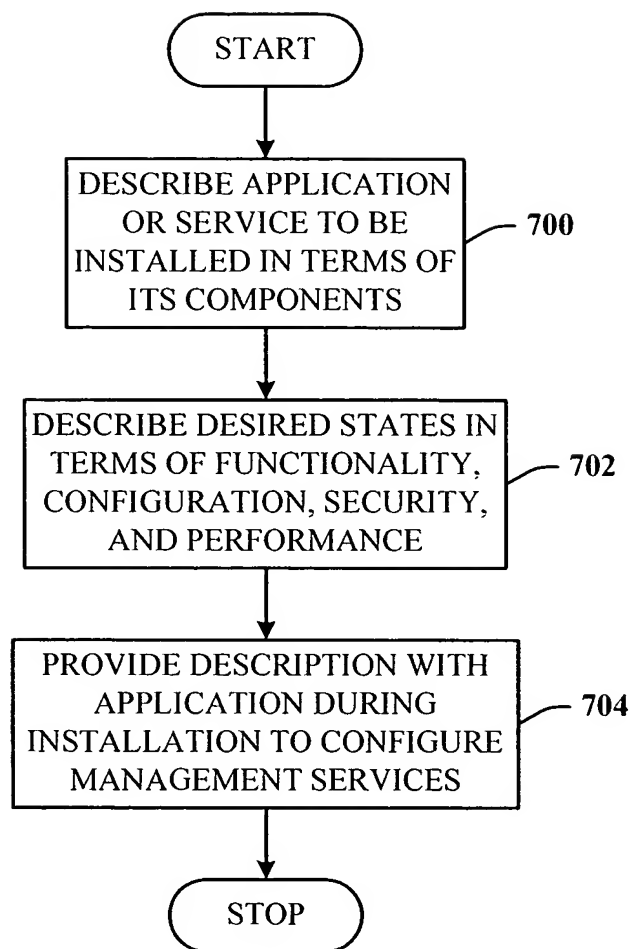 START
DESCRIBE APPLICATION
OR SERVICE TO BE
INSTALLED IN TERMS OF
ITS COMPONENTS
700
DESCRIBE DESIRED STATES IN
TERMS OF FUNCTIONALITY,
CONFIGURATION, SECURITY,
AND PERFORMANCE
702
PROVIDE DESCRIPTION WITH
APPLICATION DURING
INSTALLATION TO CONFIGURE
MANAGEMENT SERVICES
704
STOP